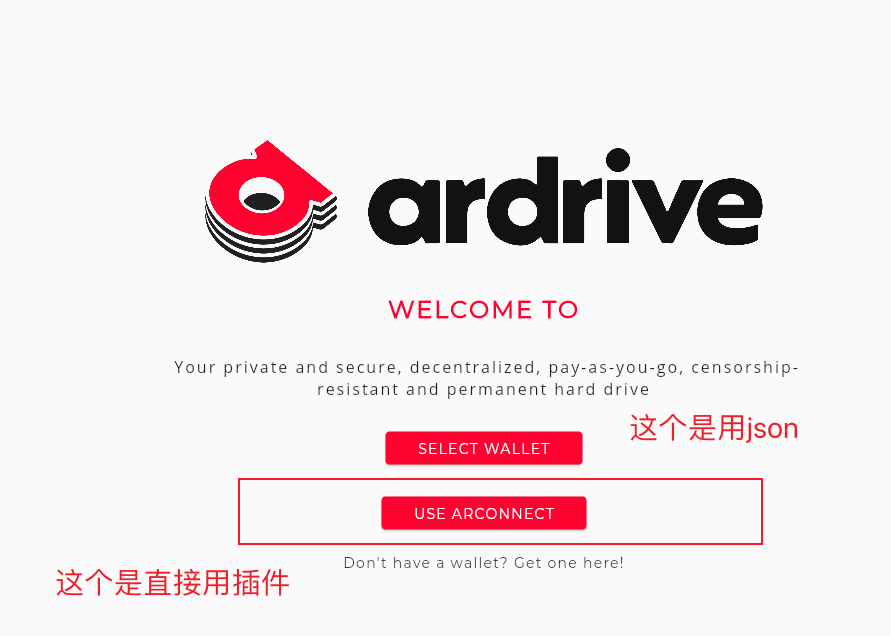 ardrive
WELCOME TO
Your private and secure, decentralized, pay-as-you-go, censorship-
resistant and permanent hard drive
这个是用json
SELECT WALLET
USE ARCONNECT
Don't have a wallet? Get one here!
这个是直接用插件